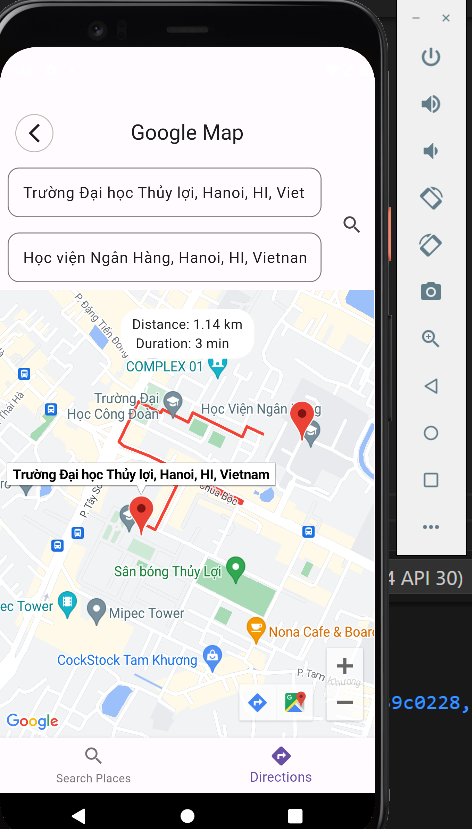 Google Map
Trường Đại học Thủy lợi, Hanoi, HI, Viet
Học viện Ngân Hàng, Hanoi, HI, Vietnan
P. Đặng Tiến Đông
Distance: 1.14 km
Duration: 3 min
COMPLEX 01
Thái Hà
Trường Đại
Học Công Đoàn
Học Viện Ngân
Trường Đại học Thủy lợi, Hanoi, HI, Vietnam
P. Tây Sơn
Chùa Bộc
Sân bóng Thủy Lợi
ec Tower
Mipec Tower
Nona Cafe & Boar
CockStock Tam Khương
P. Tam Khương
+
−
Google
Search Places
Directions
4 API 30)
9c0228,